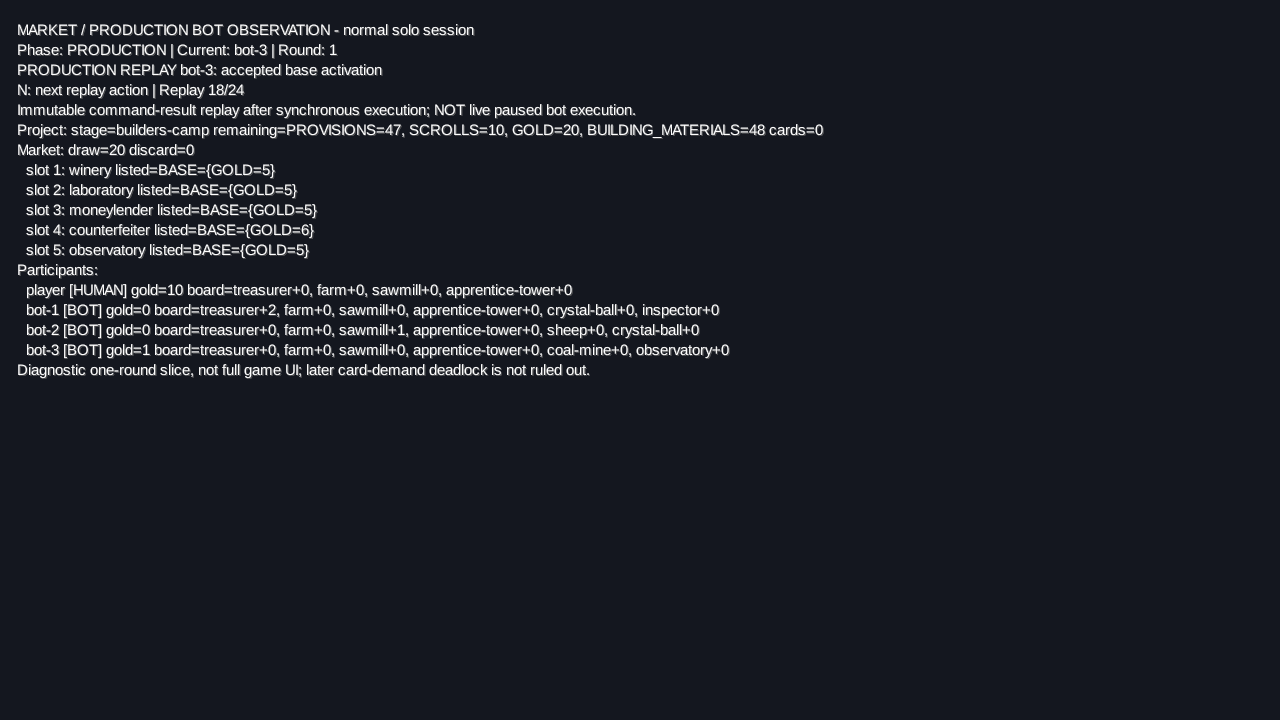 MARKET / PRODUCTION BOT OBSERVATION - normal solo session
Phase: PRODUCTION | Current: bot-3 | Round: 1
PRODUCTION REPLAY bot-3: accepted base activation
N: next replay action | Replay 18/24
Immutable command-result replay after synchronous execution; NOT live paused bot execution.
Project: stage=builders-camp remaining=PROVISIONS=47, SCROLLS=10, GOLD=20, BUILDING_MATERIALS=48 cards=0
Market: draw=20 discard=0
slot 1: winery listed=BASE={GOLD=5}
slot 2: laboratory listed=BASE={GOLD=5}
slot 3: moneylender listed=BASE={GOLD=5}
slot 4: counterfeiter listed=BASE={GOLD=6}
slot 5: observatory listed=BASE={GOLD=5}
Participants:
player [HUMAN] gold=10 board=treasurer+0, farm+0, sawmill+0, apprentice-tower+0
bot-1 [BOT] gold=0 board=treasurer+2, farm+0, sawmill+0, apprentice-tower+0, crystal-ball+0, inspector+0
bot-2 [BOT] gold=0 board=treasurer+0, farm+0, sawmill+1, apprentice-tower+0, sheep+0, crystal-ball+0
bot-3 [BOT] gold=1 board=treasurer+0, farm+0, sawmill+0, apprentice-tower+0, coal-mine+0, observatory+0
Diagnostic one-round slice, not full game UI; later card-demand deadlock is not ruled out.